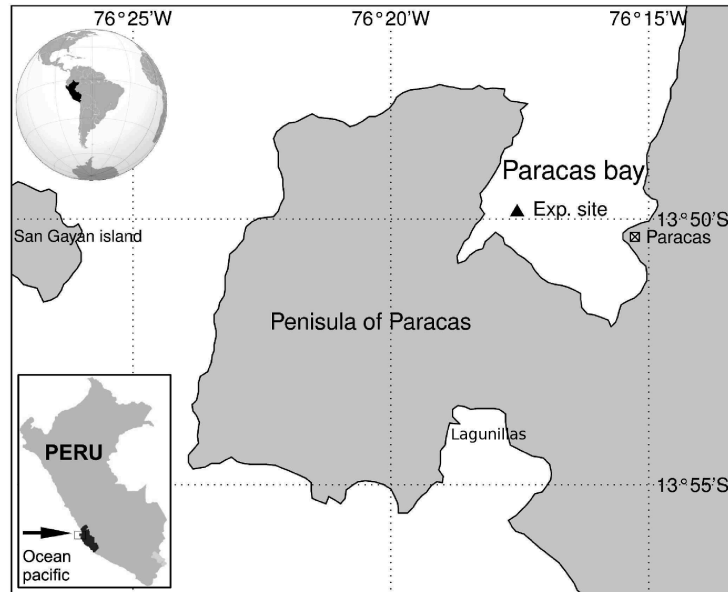 76°25'W 76°20'W 76°15'W
Paracas bay
Exp. site
13°50'S
San Gayan island
Paracas
Penisula of Paracas
PERU
Lagunillas
13°55'S
Ocean
pacific